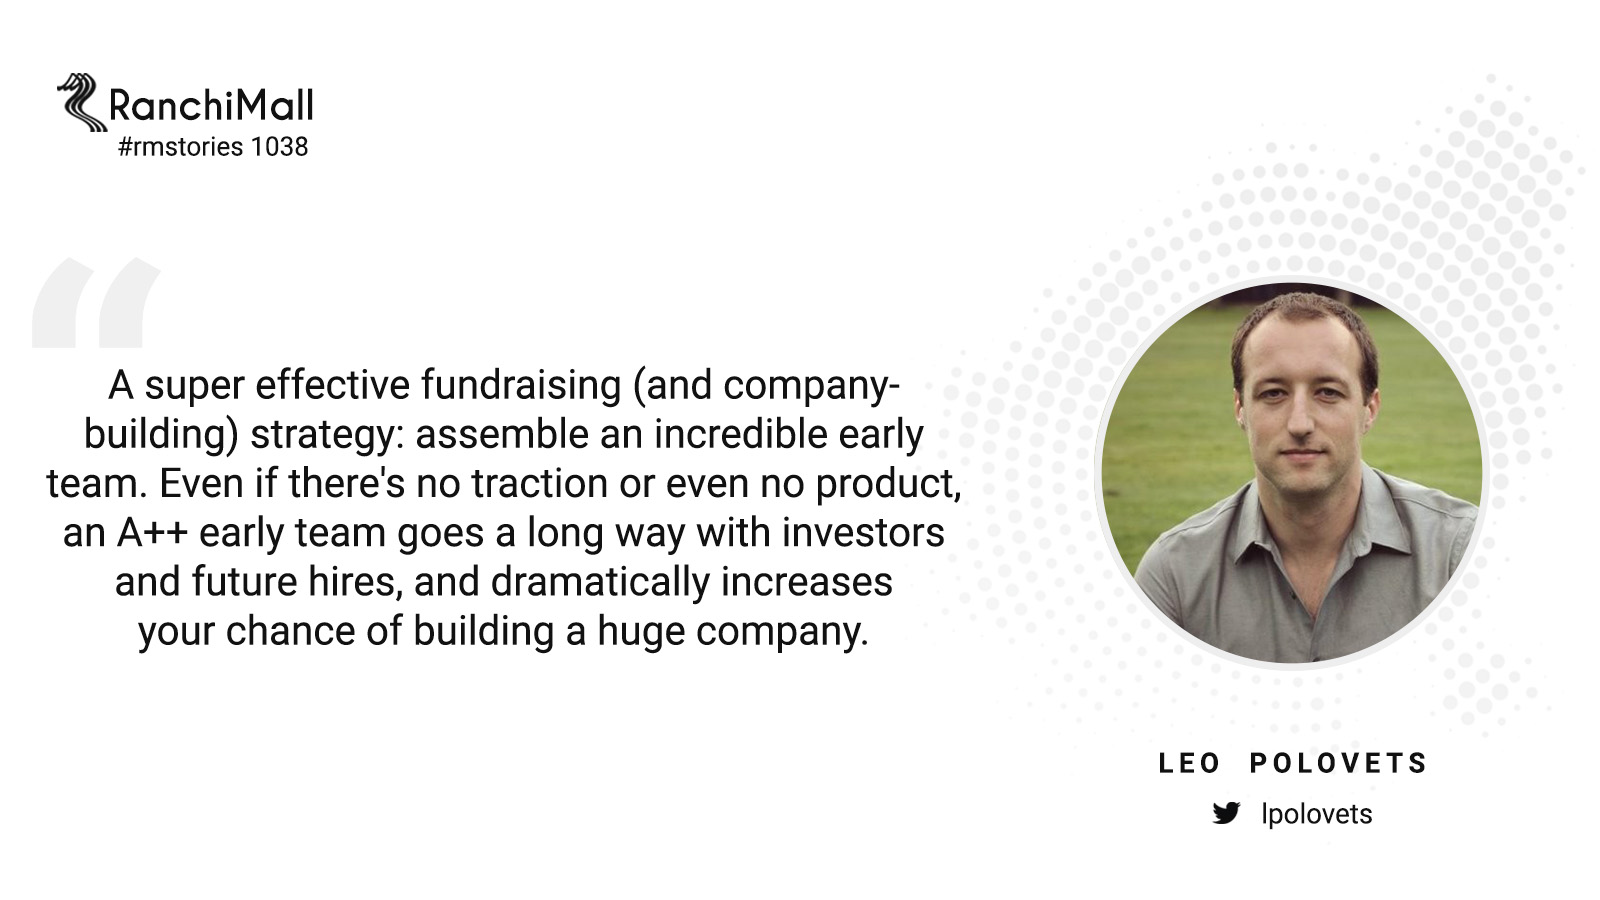 RanchiMall
#rmstories 1038
“
A super effective fundraising (and company-
building) strategy: assemble an incredible early
team. Even if there's no traction or even no product,
an A++ early team goes a long way with investors
and future hires, and dramatically increases
your chance of building a huge company.
LEO POLOVETS
lpolovets